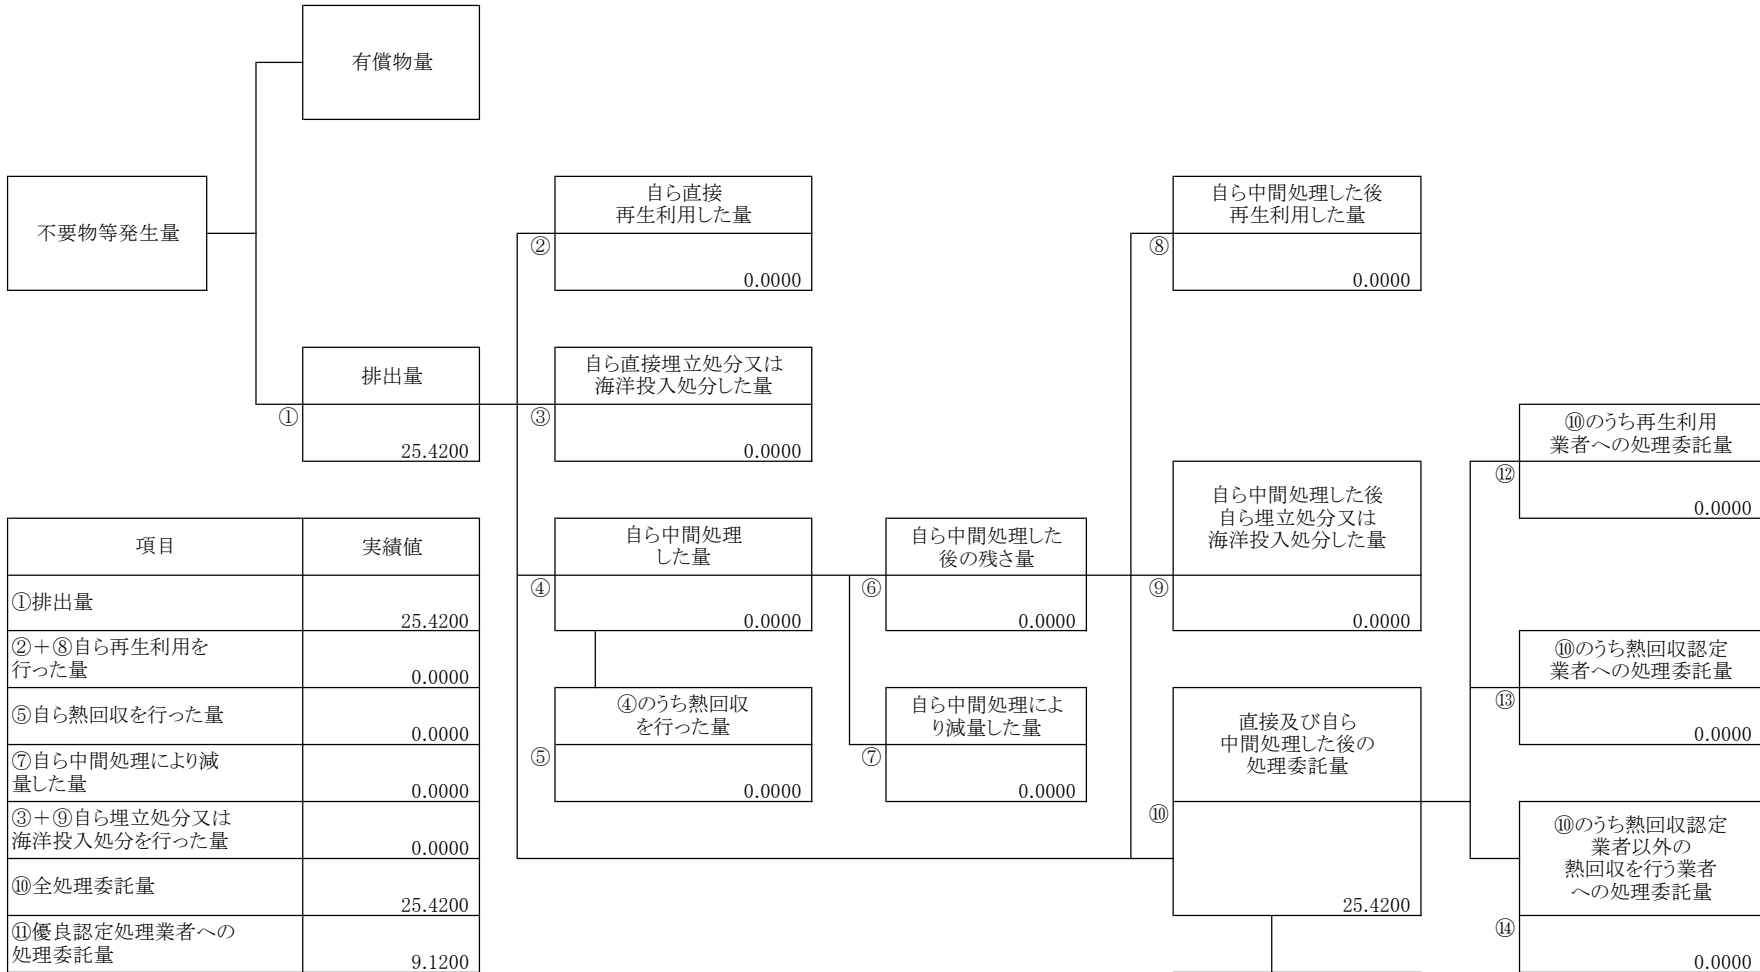 有償物量
不要物等発生量
自ら直接
再生利用した量
②
0.0000
自ら中間処理した後
再生利用した量
⑧
0.0000
排出量
①
25.4200
自ら直接埋立処分又は
海洋投入処分した量
③
0.0000
⑩のうち再生利用
業者への処理委託量
⑫
0.0000
自ら中間処理した後
自ら埋立処分又は
海洋投入処分した量
⑨
0.0000
自ら中間処理
した量
④
0.0000
自ら中間処理した
後の残さ量
⑥
0.0000
⑩のうち熱回収認定
業者への処理委託量
⑬
0.0000
④のうち熱回収
を行った量
⑤
0.0000
自ら中間処理によ
り減量した量
⑦
0.0000
直接及び自ら
中間処理した後の
処理委託量
⑩
25.4200
⑩のうち熱回収認定
業者以外の
熱回収を行う業者
への処理委託量
⑭
0.0000
項目 実績値
①排出量
25.4200
②+⑧自ら再生利用を
行った量
0.0000
⑤自ら熱回収を行った量
0.0000
⑦自ら中間処理により減
量した量
0.0000
③+⑨自ら埋立処分又は
海洋投入処分を行った量
0.0000
⑩全処理委託量
25.4200
⑪優良認定処理業者への
処理委託量
9.1200